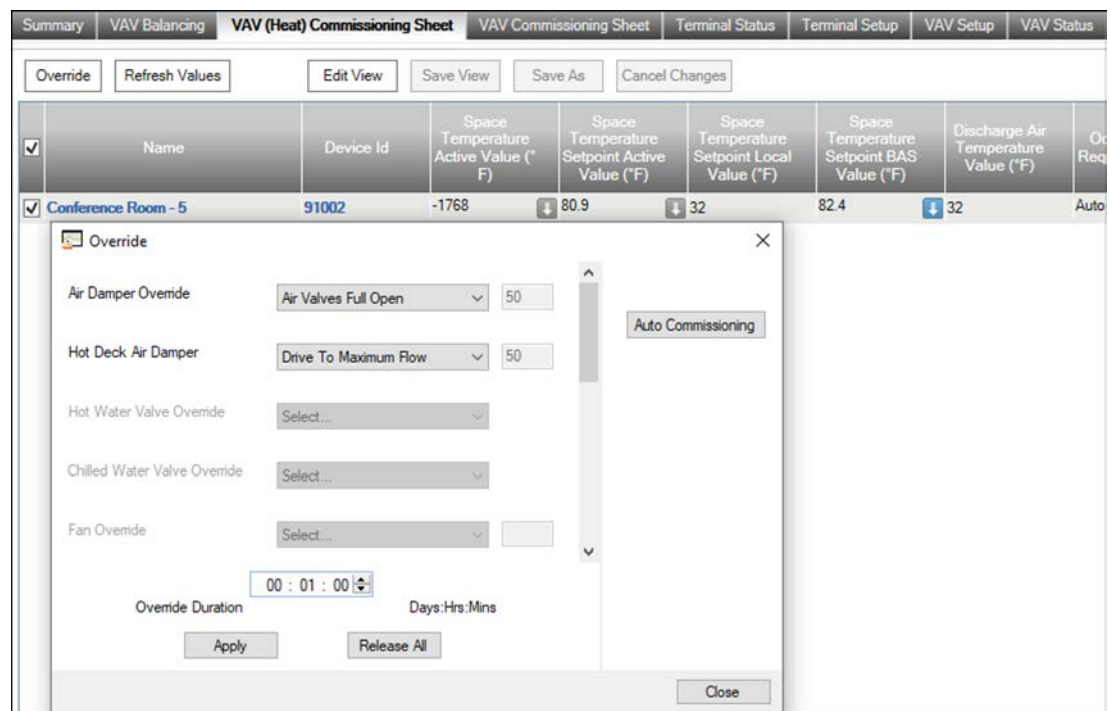 Summary VAV Balancing VAV (Heat) Commissioning Sheet VAV Commissioning Sheet Terminal Status Terminal Setup VAV Setup VAV Status
Override Refresh Values Edit View Save View Save As Cancel Changes
Name
Device Id
Space
Temperature
Active Value (°
F)
Space
Temperature
Setpoint Active
Value (°F)
Space
Temperature
Setpoint Local
Value (°F)
Space
Temperature
Setpoint BAS
Value (°F)
Discharge Air
Temperature
Value (°F)
Conference Room - 5 91002 -1768 80.9 32 82.4 32 Auto
Override
Air Damper Override Air Valves Full Open 50
Auto Commissioning
Hot Deck Air Damper Drive To Maximum Flow 50
Hot Water Valve Override Select...
Chilled Water Valve Override Select...
Fan Override Select...
00 : 01 : 00
Override Duration Days:Hrs:Mins
Apply Release All
Close